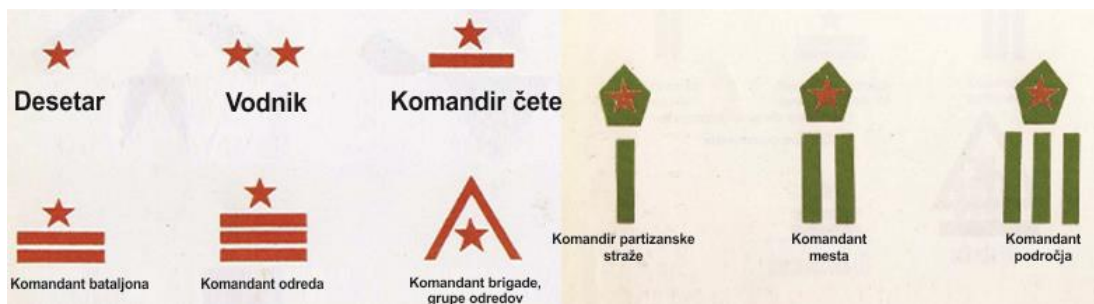 Desetar
Vodnik
Komandir čete
Komandant bataljona
Komandant odreda
Komandant brigade,
grupe odredov
Komandir partizanske
straže
Komandant
mesta
Komandant
področja